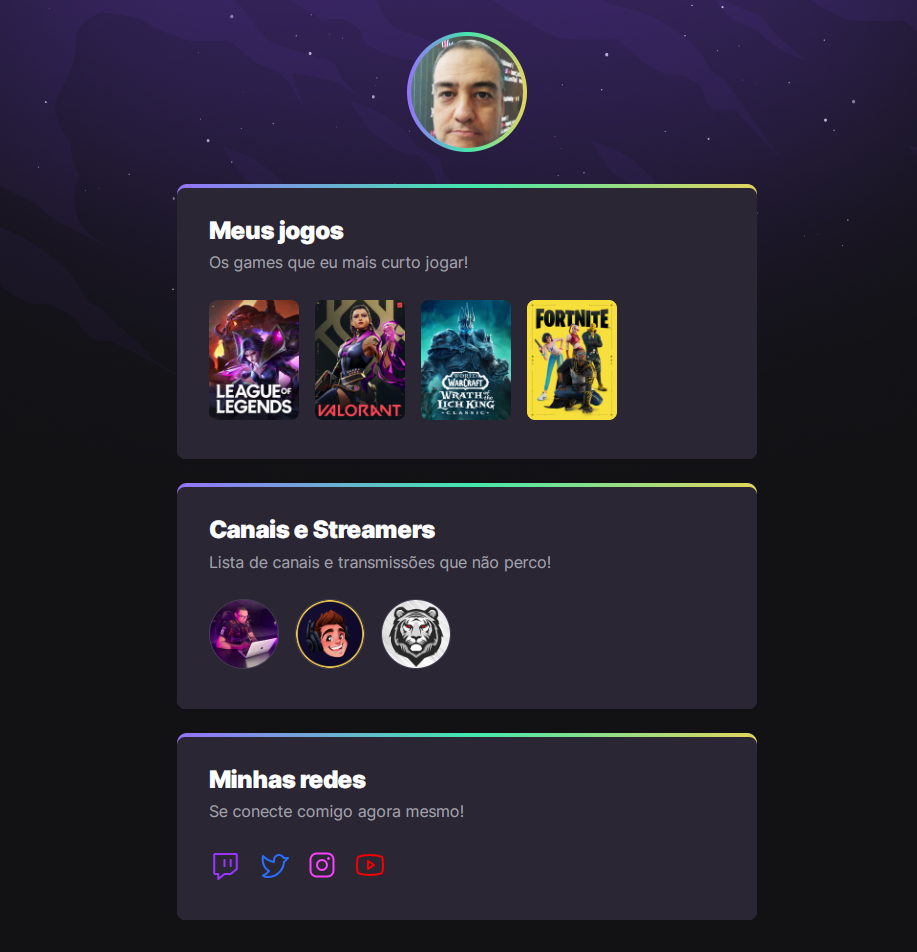 Meus jogos
Os games que eu mais curto jogar!
LEAGUE OF
LEGENDS
VALORANT
WORLD
WARCRAFT
WRATH of the
LICH KING
CLASSIC
FORTNITE
Canais e Streamers
Lista de canais e transmissões que não perco!
Minhas redes
Se conecte comigo agora mesmo!